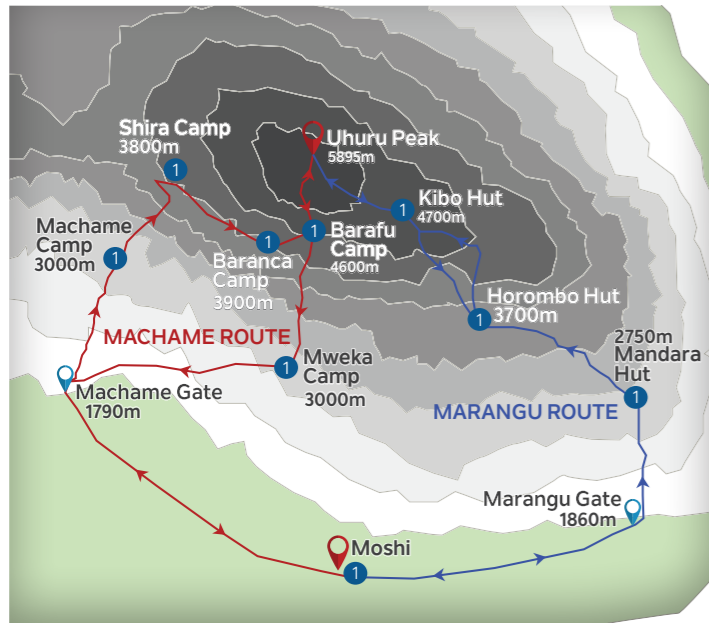 Shira Camp
3800m
1
Uhuru Peak
5895m
1
Kibo Hut
4700m
Machame
Camp
3000m
1
1
Baranca
Camp
3900m
1
Barafu
Camp
4600m
Horombo Hut
3700m
1
MACHAME ROUTE
2750m
Mandara
Hut
1
Mweka
Camp
3000m
1
Machame Gate
1790m
MARANGU ROUTE
Marangu Gate
1860m
Moshi
1